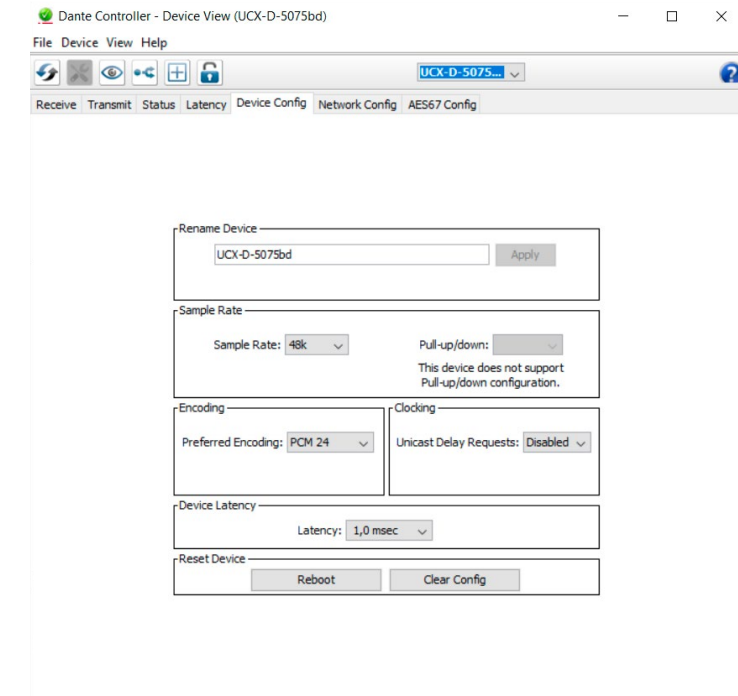 Dante Controller - Device View (UCX-D-5075bd)
File Device View Help
UCX-D-5075...
Receive Transmit Status Latency Device Config Network Config AES67 Config
Rename Device
UCX-D-5075bd Apply
Sample Rate
Sample Rate: 48k Pull-up/down:
This device does not support
Pull-up/down configuration.
Encoding Clocking
Preferred Encoding: PCM 24 Unicast Delay Requests: Disabled
Device Latency
Latency: 1,0 msec
Reset Device
Reboot Clear Config